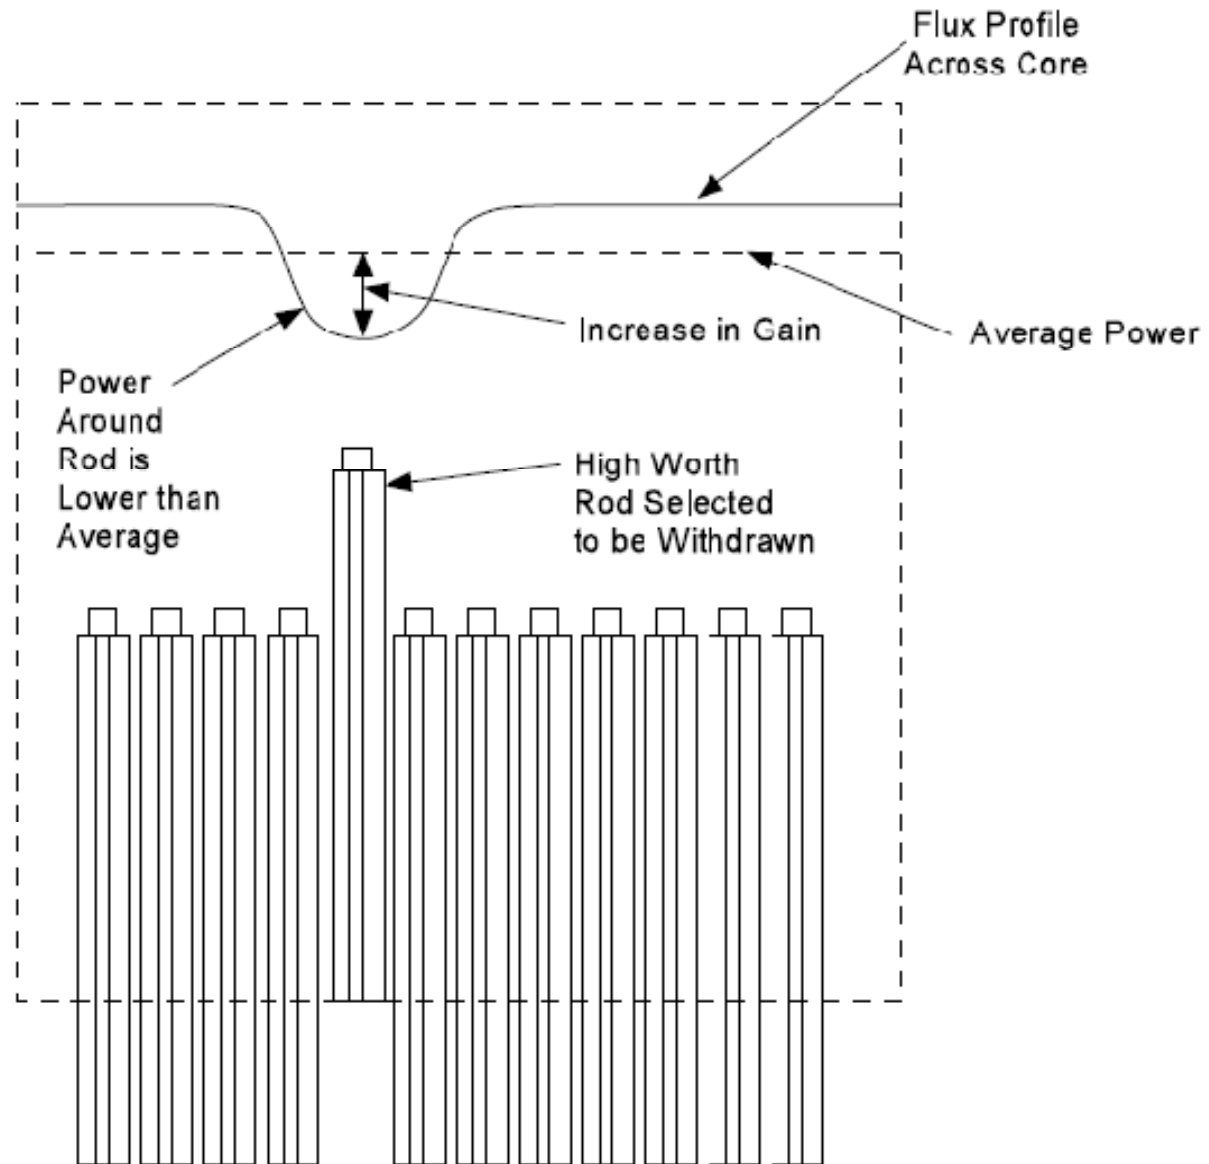 Flux Profile
Across Core
Increase in Gain
Average Power
Power
Around
Rod is
Lower than
Average
High Worth
Rod Selected
to be Withdrawn